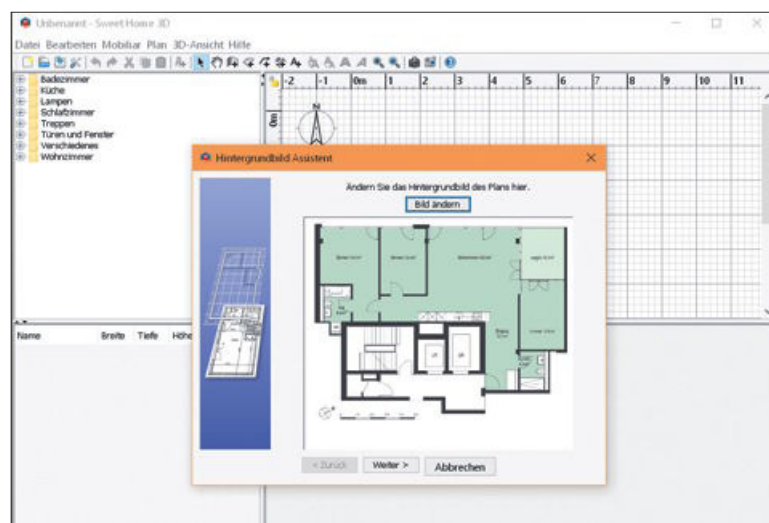 Unbenannt - Sweet Home 3D
Datei Bearbeiten Mobiliar Plan 3D-Ansicht Hilfe
Badezimmer
Küche
Lampen
Schlafzimmer
Treppen
Türen und Fenster
Verschiedenes
Wohnzimmer
-2 -1 0m 1 2 3 4 5 6 7 8 9 10 11
0m
N
Name Breite Tiefe Höhe
Hintergrundbild Assistent
Ändern Sie das Hintergrundbild des Plans hier.
Bild ändern
< Zurück Weiter > Abbrechen